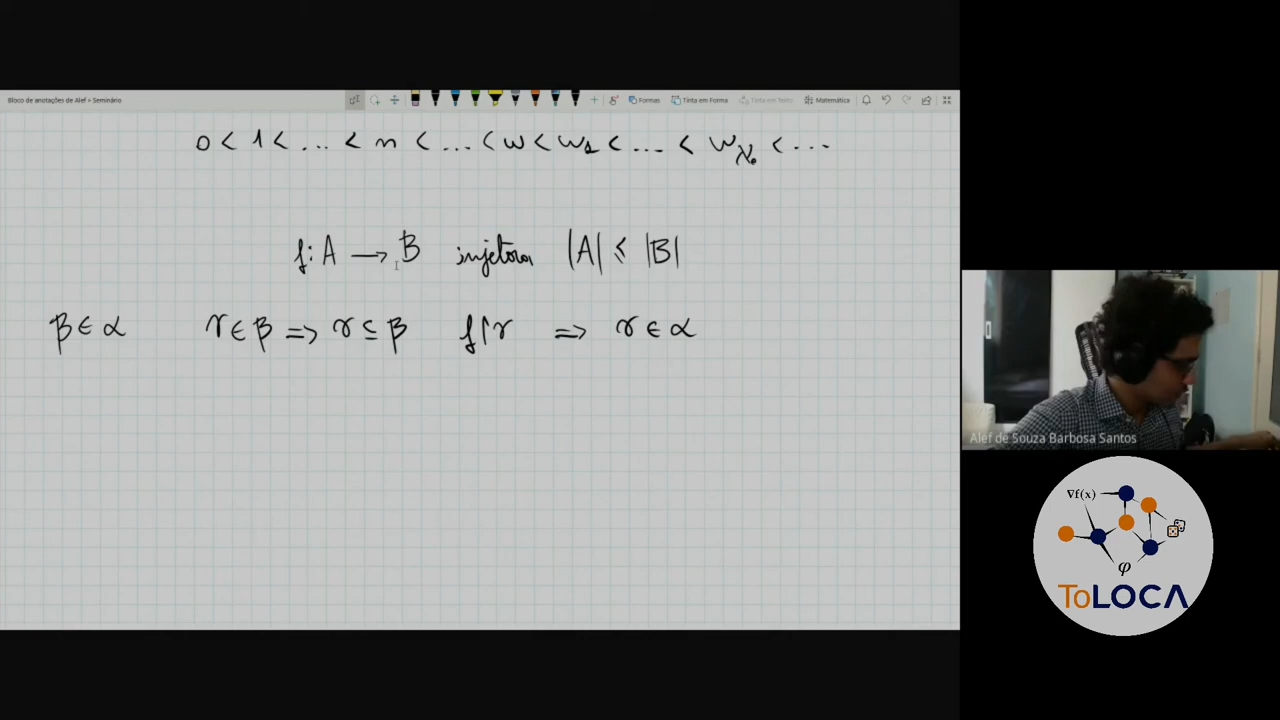 Bloco de anotações de Alef > Seminário
Formas
Tinta em Forma
Tinta em Texto
Matemática
0 < 1 < ... < n < ... < ω < ω₁ < ... < ω_ℵ₀ < ...
f: A → B injetora |A| ≤ |B|
β ∈ α γ ∈ β ⇒ γ ⊆ β f↾γ ⇒ γ ∈ α
Alef de Souza Barbosa Santos
∇f(x)
φ
ToLOCA